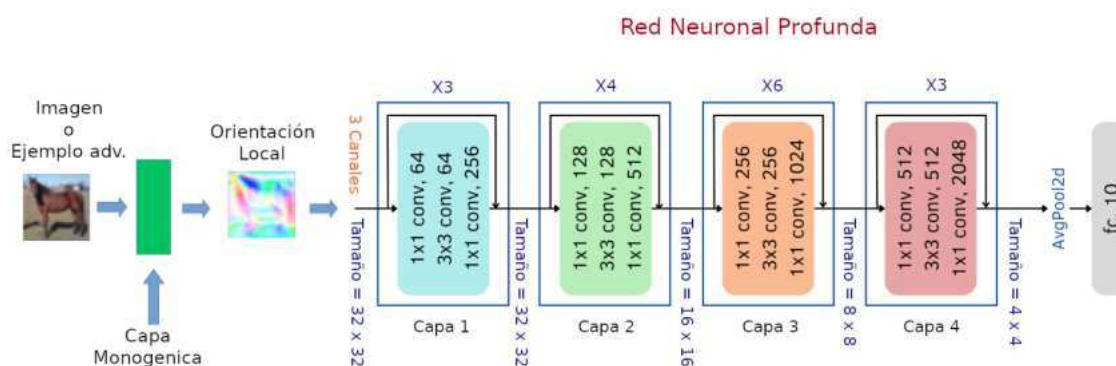 Red Neuronal Profunda
Imagen
o
Ejemplo adv.
Capa
Monogenica
Orientación
Local
3 Canales
Tamaño = 32 x 32
X3
1x1 conv, 64
3x3 conv, 64
1x1 conv, 256
Capa 1
Tamaño = 32 x 32
X4
1x1 conv, 128
3x3 conv, 128
1x1 conv, 512
Capa 2
Tamaño = 16 x 16
X6
1x1 conv, 256
3x3 conv, 256
1x1 conv, 1024
Capa 3
Tamaño = 8 x 8
X3
1x1 conv, 512
3x3 conv, 512
1x1 conv, 2048
Capa 4
Tamaño = 4 x 4
AvgPool2d
fc, 10